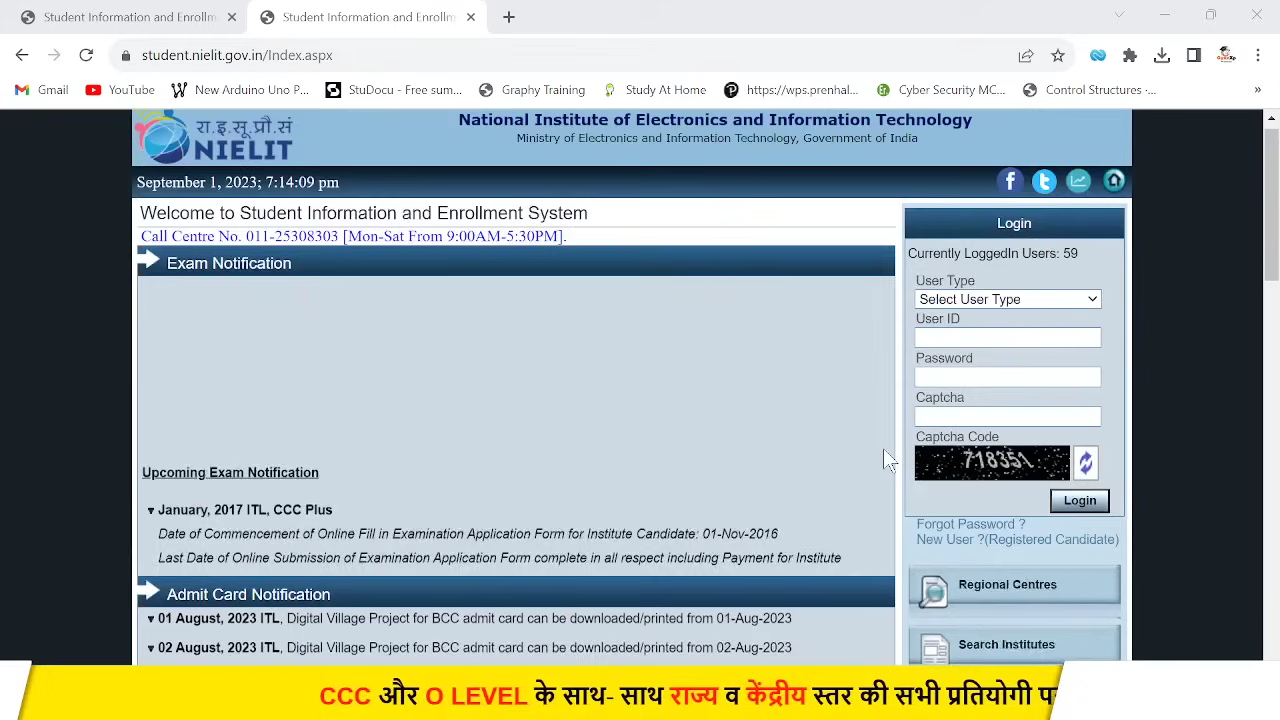 Student Information and Enrollm
Student Information and Enrollm
student.nielit.gov.in/Index.aspx
Gmail
YouTube
New Arduino Uno P...
StuDocu - Free sum...
Graphy Training
Study At Home
https://wps.prenhal...
Cyber Security MC...
Control Structures -...
»
रा.इ.सू.प्रौ.सं
NIELIT
National Institute of Electronics and Information Technology
Ministry of Electronics and Information Technology, Government of India
September 1, 2023; 7:14:09 pm
Welcome to Student Information and Enrollment System
Call Centre No. 011-25308303 [Mon-Sat From 9:00AM-5:30PM].
Exam Notification
Upcoming Exam Notification
January, 2017 ITL, CCC Plus
Date of Commencement of Online Fill in Examination Application Form for Institute Candidate: 01-Nov-2016
Last Date of Online Submission of Examination Application Form complete in all respect including Payment for Institute
Admit Card Notification
01 August, 2023 ITL, Digital Village Project for BCC admit card can be downloaded/printed from 01-Aug-2023
02 August, 2023 ITL, Digital Village Project for BCC admit card can be downloaded/printed from 02-Aug-2023
Login
Currently LoggedIn Users: 59
User Type
Select User Type
User ID
Password
Captcha
Captcha Code
718351
Login
Forgot Password ?
New User ?(Registered Candidate)
Regional Centres
Search Institutes
CCC और O LEVEL के साथ- साथ राज्य व केंद्रीय स्तर की सभी प्रतियोगी